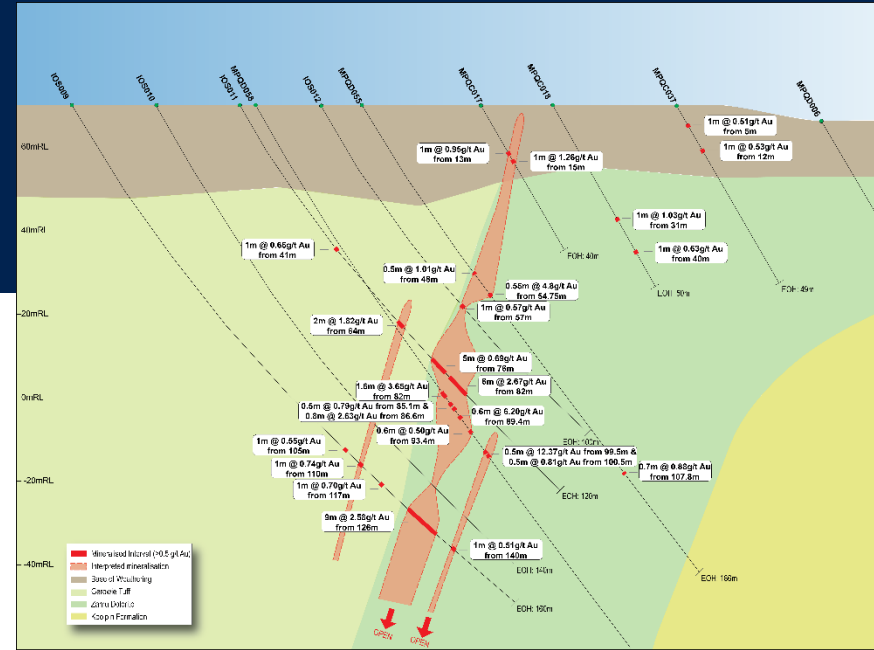 IOS009
IOS010
IOS011
MPQD058
IOS012
MPQD055
MPQC017
MPQC018
MPQC037
MPQD006
60mRL
40mRL
20mRL
0mRL
-20mRL
-40mRL
1m @ 0.51g/t Au
from 5m
1m @ 0.53g/t Au
from 12m
1m @ 0.95g/t Au
from 13m
1m @ 1.26g/t Au
from 15m
1m @ 1.03g/t Au
from 31m
1m @ 0.63g/t Au
from 40m
1m @ 0.65g/t Au
from 41m
EOH: 40m
EOH: 50m
EOH: 49m
0.5m @ 1.01g/t Au
from 48m
0.55m @ 4.8g/t Au
from 54.75m
1m @ 0.57g/t Au
from 57m
2m @ 1.82g/t Au
from 64m
5m @ 0.69g/t Au
from 76m
6m @ 2.67g/t Au
from 82m
1.5m @ 3.65g/t Au
from 82m
0.5m @ 0.79g/t Au from 85.1m &
0.8m @ 2.63g/t Au from 86.6m
0.6m @ 6.20g/t Au
from 89.4m
0.6m @ 0.50g/t Au
from 93.4m
EOH: 100m
0.5m @ 12.37g/t Au from 99.5m &
0.5m @ 0.81g/t Au from 100.5m
0.7m @ 0.88g/t Au
from 107.8m
1m @ 0.55g/t Au
from 105m
1m @ 0.74g/t Au
from 110m
1m @ 0.70g/t Au
from 117m
EOH: 120m
9m @ 2.58g/t Au
from 126m
1m @ 0.51g/t Au
from 140m
EOH: 140m
EOH: 166m
EOH: 160m
OPEN
OPEN
Mineralised Interval (>0.5 g/t Au)
Interpreted mineralisation
Base of Weathering
Tuff
Formation